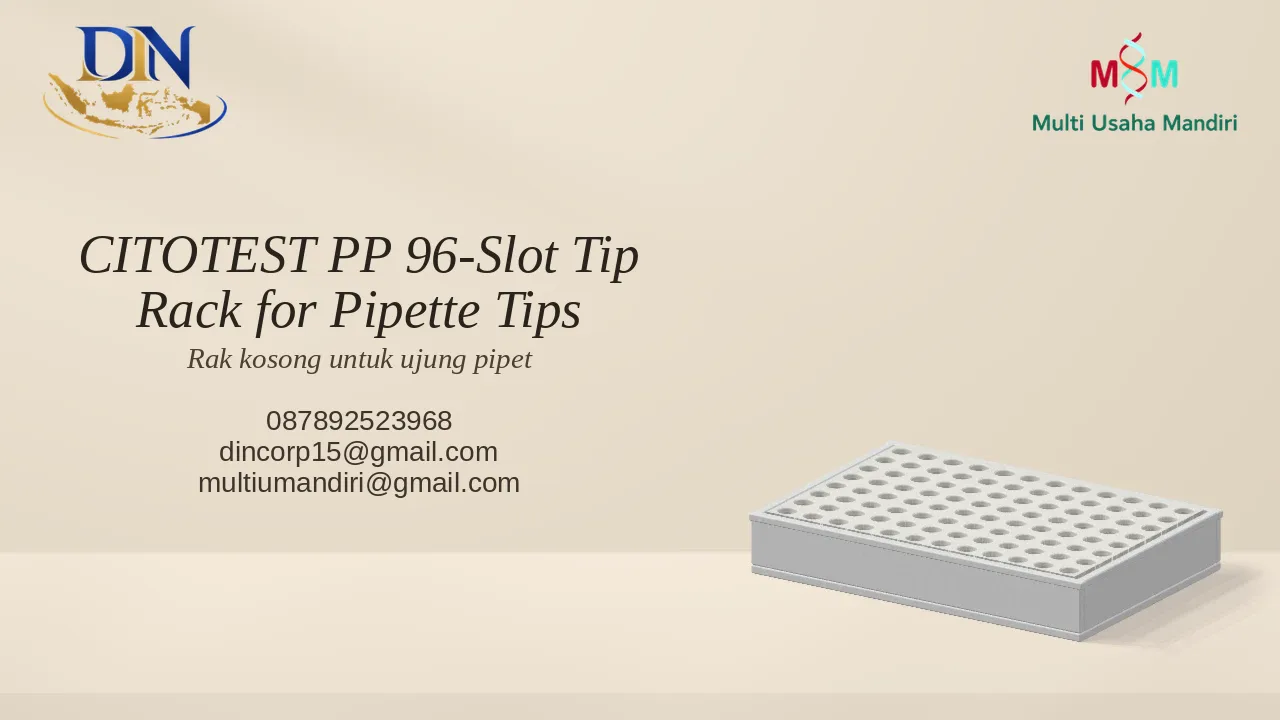 DIN
MSM
Multi Usaha Mandiri
CITOTEST PP 96-Slot Tip
Rack for Pipette Tips
Rak kosong untuk ujung pipet
087892523968
dincorp15@gmail.com
multiumandiri@gmail.com